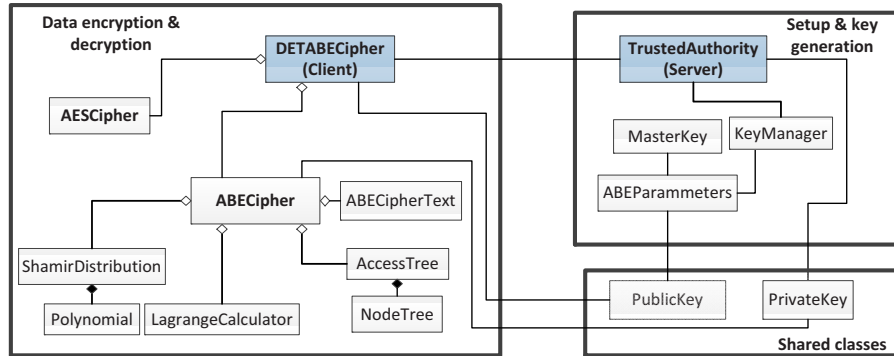 Data encryption &
decryption
DETABECipher
(Client)
TrustedAuthority
(Server)
Setup & key
generation
AESCipher
MasterKey
KeyManager
ABECipher
ABECipherText
ABEParammeters
ShamirDistribution
AccessTree
Polynomial
LagrangeCalculator
NodeTree
PublicKey
PrivateKey
Shared classes